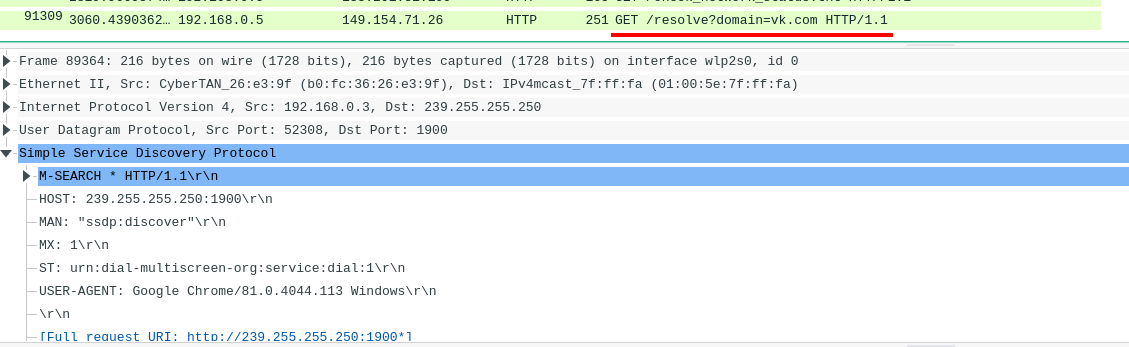 91309 3060.4390362… 192.168.0.5 149.154.71.26 HTTP 251 GET /resolve?domain=vk.com HTTP/1.1
Frame 89364: 216 bytes on wire (1728 bits), 216 bytes captured (1728 bits) on interface wlp2s0, id 0
Ethernet II, Src: CyberTAN_26:e3:9f (b0:fc:36:26:e3:9f), Dst: IPv4mcast_7f:ff:fa (01:00:5e:7f:ff:fa)
Internet Protocol Version 4, Src: 192.168.0.3, Dst: 239.255.255.250
User Datagram Protocol, Src Port: 52308, Dst Port: 1900
Simple Service Discovery Protocol
M-SEARCH * HTTP/1.1\r\n
HOST: 239.255.255.250:1900\r\n
MAN: "ssdp:discover"\r\n
MX: 1\r\n
ST: urn:dial-multiscreen-org:service:dial:1\r\n
USER-AGENT: Google Chrome/81.0.4044.113 Windows\r\n
\r\n
[Full request URI: http://239.255.255.250:1900*]